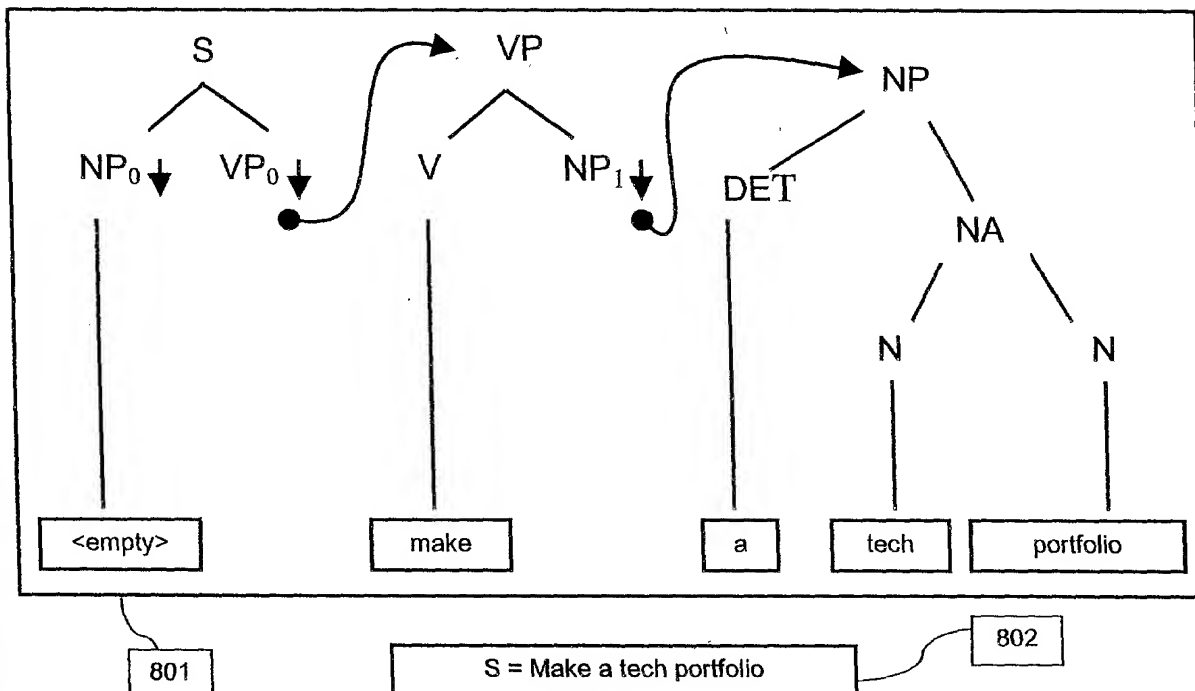 S VP NP
NP₀ VP₀ V NP₁ DET
NA
N N
<empty> make a tech portfolio
801 S = Make a tech portfolio 802